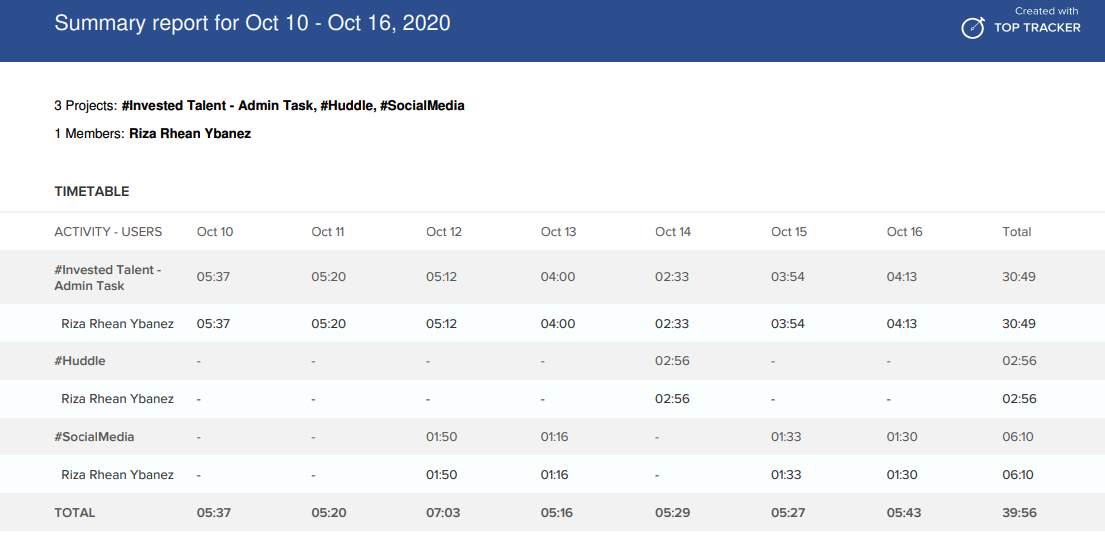 Summary report for Oct 10 - Oct 16, 2020
Created with
TOP TRACKER
3 Projects: #Invested Talent - Admin Task, #Huddle, #SocialMedia
1 Members: Riza Rhean Ybanez
TIMETABLE
ACTIVITY - USERS Oct 10 Oct 11 Oct 12 Oct 13 Oct 14 Oct 15 Oct 16 Total
#Invested Talent -
Admin Task 05:37 05:20 05:12 04:00 02:33 03:54 04:13 30:49
Riza Rhean Ybanez 05:37 05:20 05:12 04:00 02:33 03:54 04:13 30:49
#Huddle - - - - 02:56 - - 02:56
Riza Rhean Ybanez - - - - 02:56 - - 02:56
#SocialMedia - - 01:50 01:16 - 01:33 01:30 06:10
Riza Rhean Ybanez - - 01:50 01:16 - 01:33 01:30 06:10
TOTAL 05:37 05:20 07:03 05:16 05:29 05:27 05:43 39:56